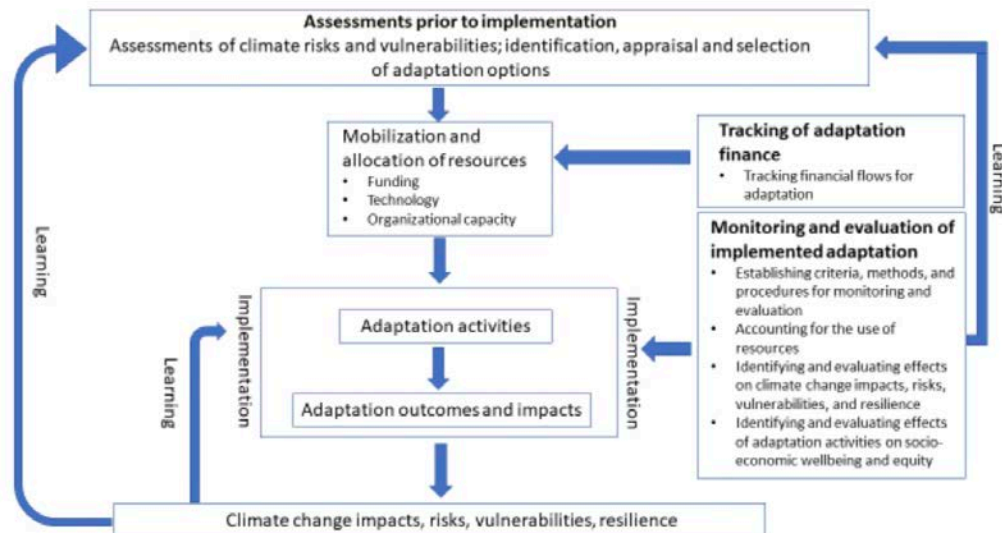 Assessments prior to implementation
Assessments of climate risks and vulnerabilities; identification, appraisal and selection
of adaptation options
Mobilization and
allocation of resources
• Funding
• Technology
• Organizational capacity
Tracking of adaptation
finance
• Tracking financial flows for
adaptation
Learning
Monitoring and evaluation of
implemented adaptation
• Establishing criteria, methods, and
procedures for monitoring and
evaluation
• Accounting for the use of
resources
• Identifying and evaluating effects
on climate change impacts, risks,
vulnerabilities, and resilience
• Identifying and evaluating effects
of adaptation activities on socio-
economic wellbeing and equity
Learning
Learning
Implementation
Adaptation activities
Adaptation outcomes and impacts
Implementation
Climate change impacts, risks, vulnerabilities, resilience